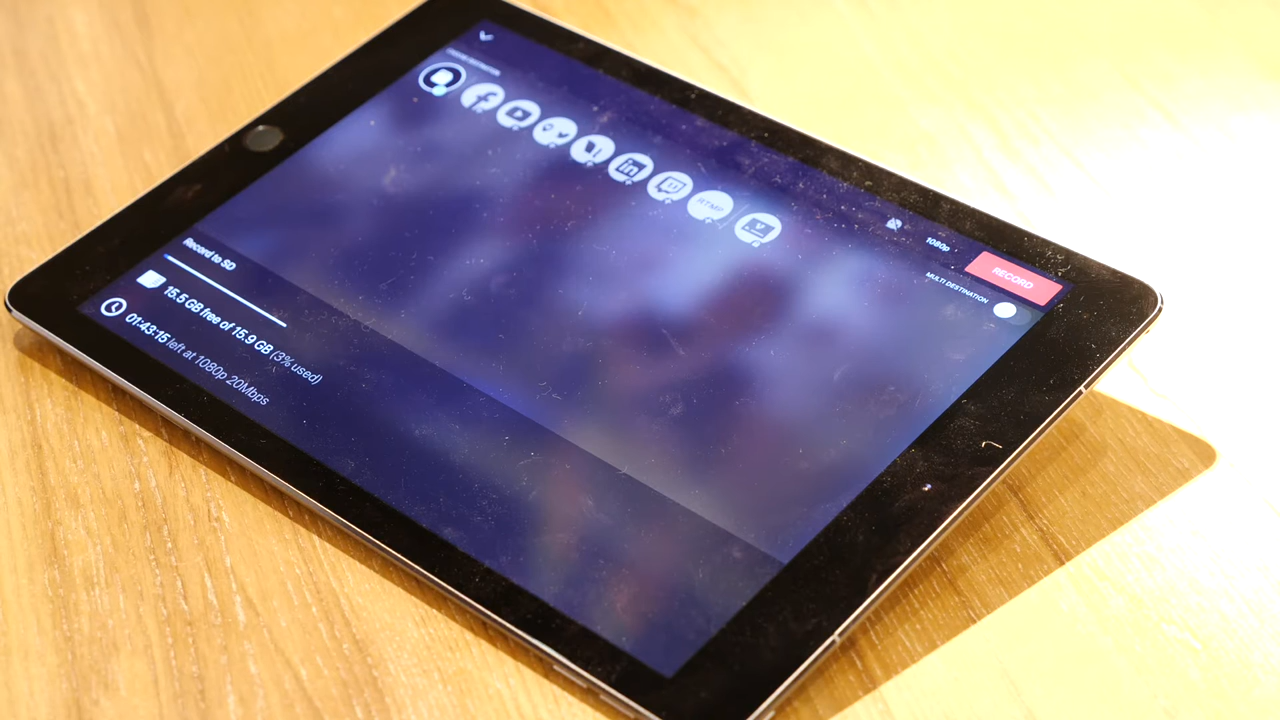 in
RTMP
1080p
RECORD
MULTI DESTINATION
Record to SD
15.5 GB free of 15.9 GB (3% used)
01:43:15 left at 1080p 20Mbps